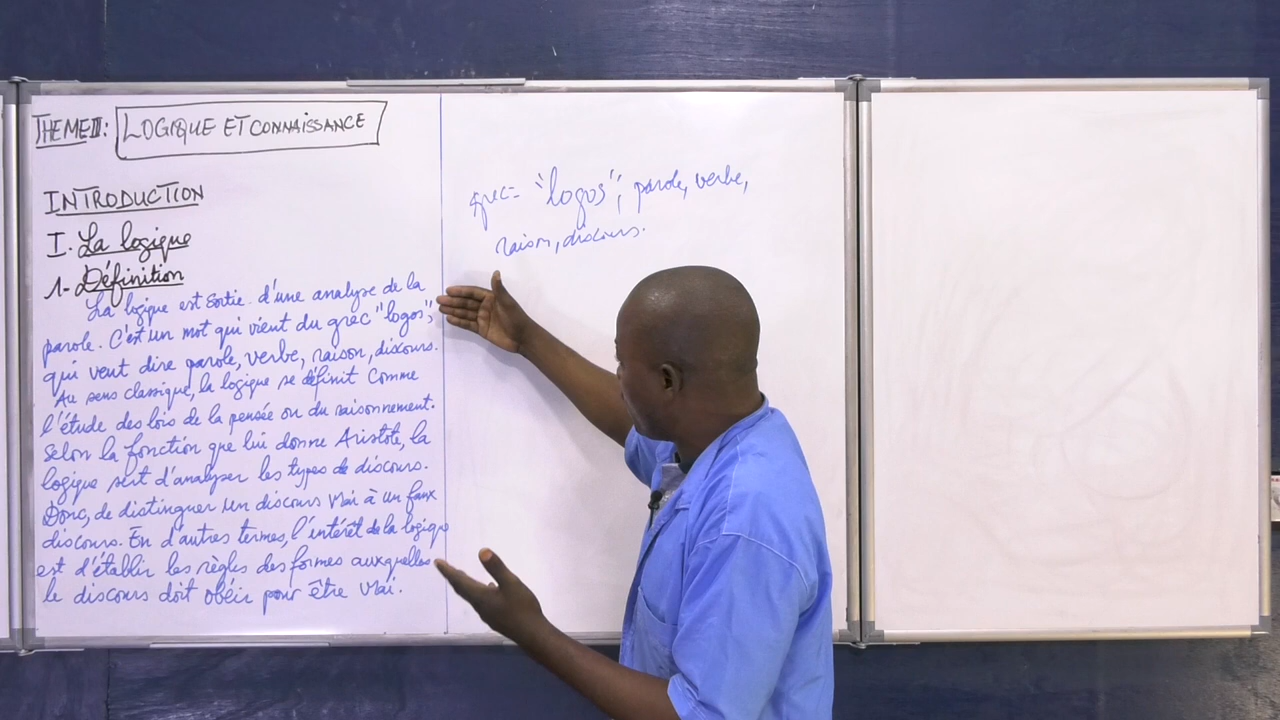 THEME II: LOGIQUE ET CONNAISSANCE
INTRODUCTION
I. La logique
1- Définition
La logique est sortie d'une analyse de la
parole. C'est un mot qui vient du grec "logos",
qui veut dire parole, verbe, raison, discours.
Au sens classique, la logique se définit comme
l'étude des lois de la pensée ou du raisonnement.
Selon la fonction que lui donne Aristote, la
logique sert d'analyser les types de discours.
Donc, de distinguer un discours vrai à un faux
discours. En d'autres termes, l'intérêt de la logique
est d'établir les règles des formes auxquelles
le discours doit obéir pour être vrai.
grec= "logos", parole, verbe,
raison, discours.